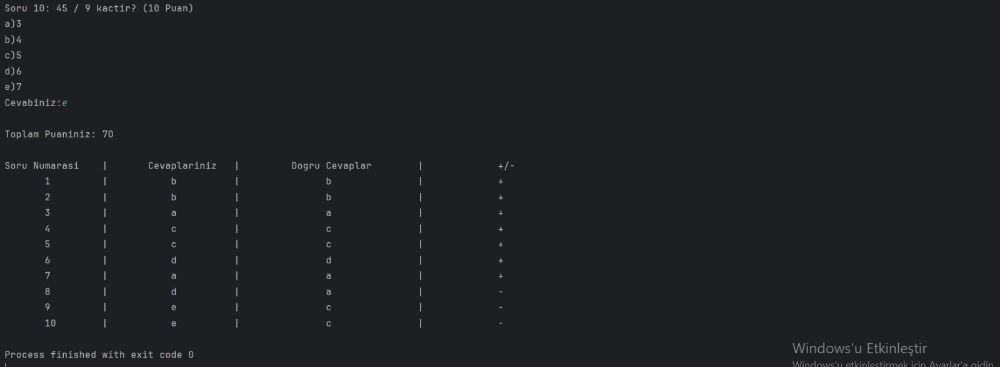 Soru 10: 45 / 9 kactir? (10 Puan)
a)3
b)4
c)5
d)6
e)7
Cevabiniz:e
Toplam Puaniniz: 70
Soru Numarasi | Cevaplariniz | Dogru Cevaplar | +/-
1 | b | b | +
2 | b | b | +
3 | a | a | +
4 | c | c | +
5 | c | c | +
6 | d | d | +
7 | a | a | +
8 | d | a | -
9 | e | c | -
10 | e | c | -
Process finished with exit code 0
Windows'u Etkinleştir
Windows'u etkinleştirmek için Ayarlar'a gidin